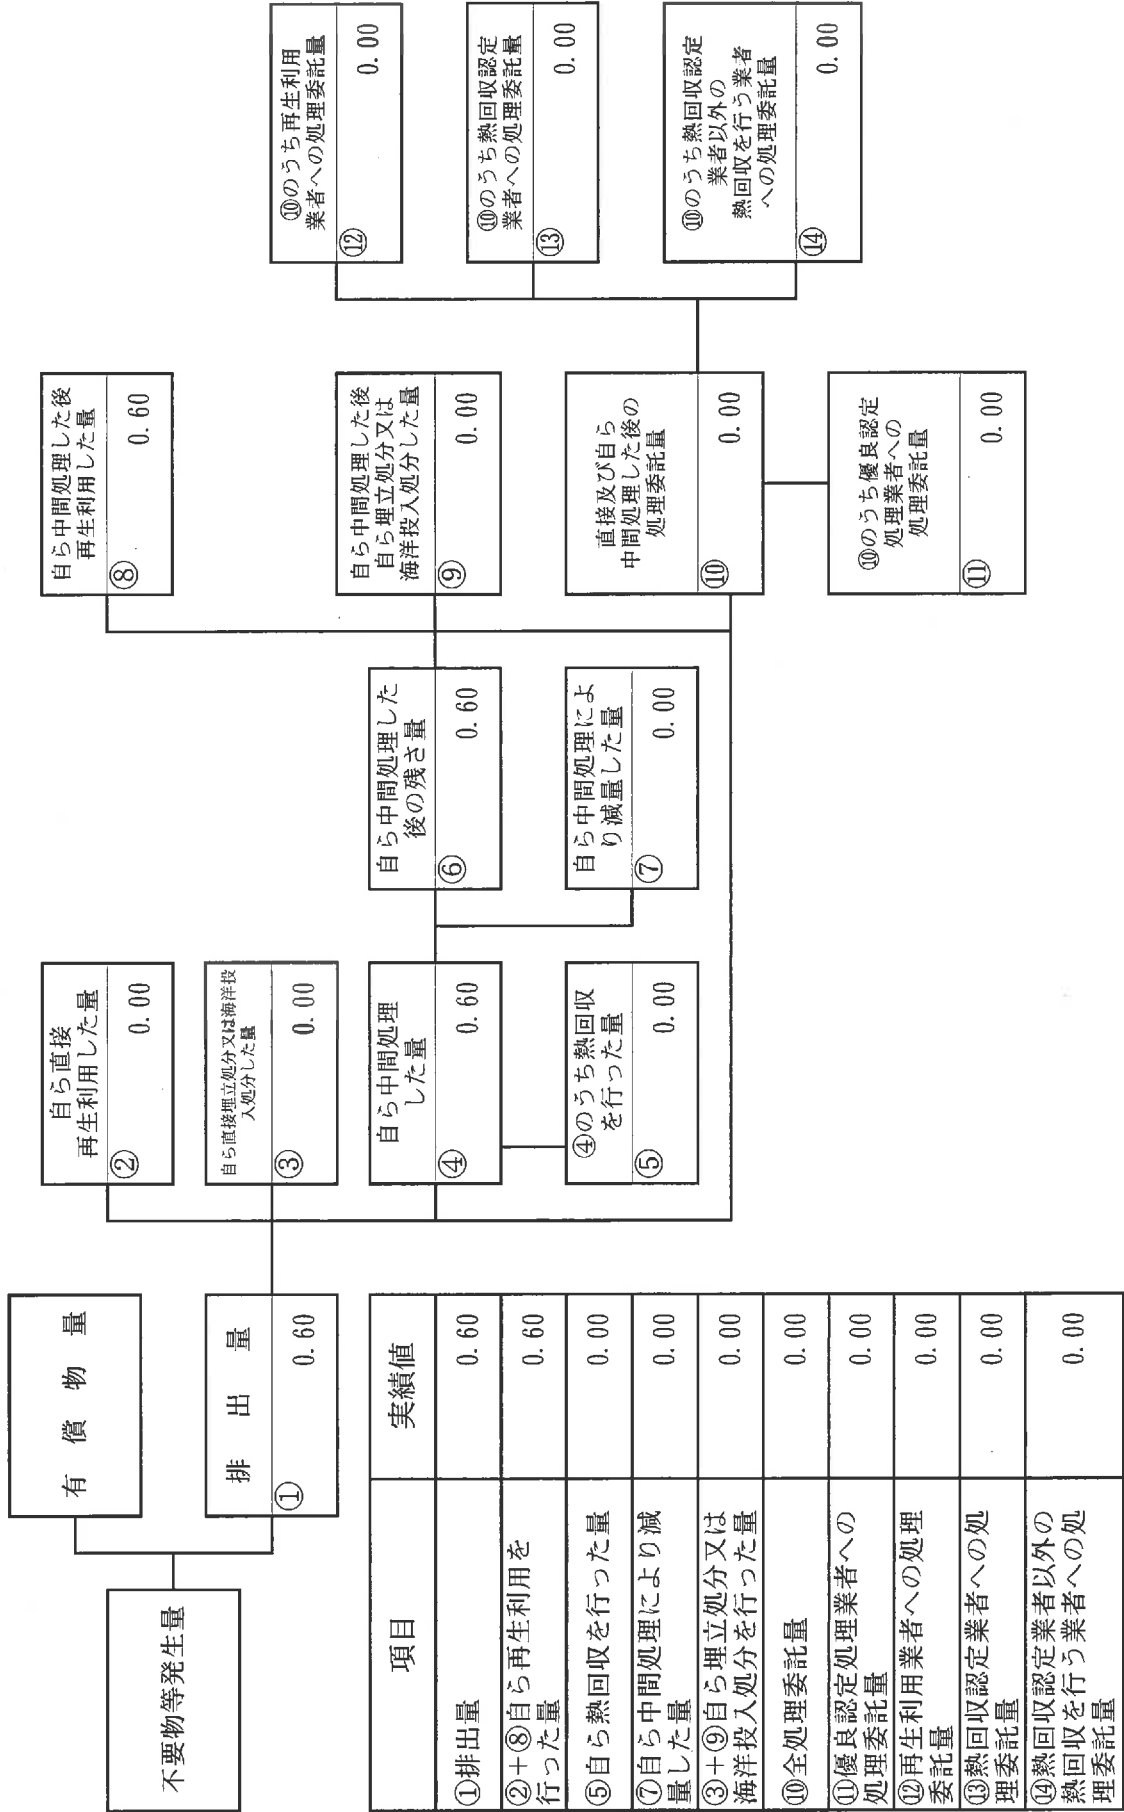 不要物等発生量
有償物量
排出量
①
0.60
自ら直接
再生利用した量
②
0.00
自ら直接埋立処分又は海洋投
入処分した量
③
0.00
自ら中間処理
した量
④
0.60
④のうち熱回収
を行った量
⑤
0.00
自ら中間処理した
後の残さ量
⑥
0.60
自ら中間処理によ
り減量した量
⑦
0.00
自ら中間処理した後
再生利用した量
⑧
0.60
自ら中間処理した後
自ら埋立処分又は
海洋投入処分した量
⑨
0.00
直接及び自ら
中間処理した後の
処理委託量
⑩
0.00
⑩のうち優良認定
処理業者への
処理委託量
⑪
0.00
⑩のうち再生利用
業者への処理委託量
⑫
0.00
⑩のうち熱回収認定
業者への処理委託量
⑬
0.00
⑩のうち熱回収認定
業者以外の
熱回収を行う業者
への処理委託量
⑭
0.00
項目 実績値
①排出量 0.60
②+⑧自ら再生利用を
行った量 0.60
⑤自ら熱回収を行った量 0.00
⑦自ら中間処理により減
量した量 0.00
③+⑨自ら埋立処分又は
海洋投入処分を行った量 0.00
⑩全処理委託量 0.00
⑪優良認定処理業者への
処理委託量 0.00
⑫再生利用業者への処理
委託量 0.00
⑬熱回収認定業者への処
理委託量 0.00
⑭熱回収認定業者以外の
熱回収を行う業者への処
理委託量 0.00